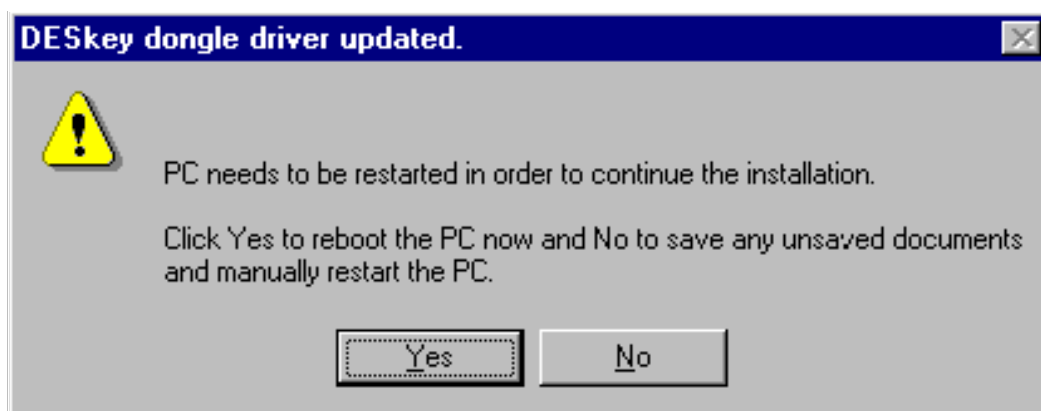 DESkey dongle driver updated.
PC needs to be restarted in order to continue the installation.
Click Yes to reboot the PC now and No to save any unsaved documents
and manually restart the PC.
Yes
No